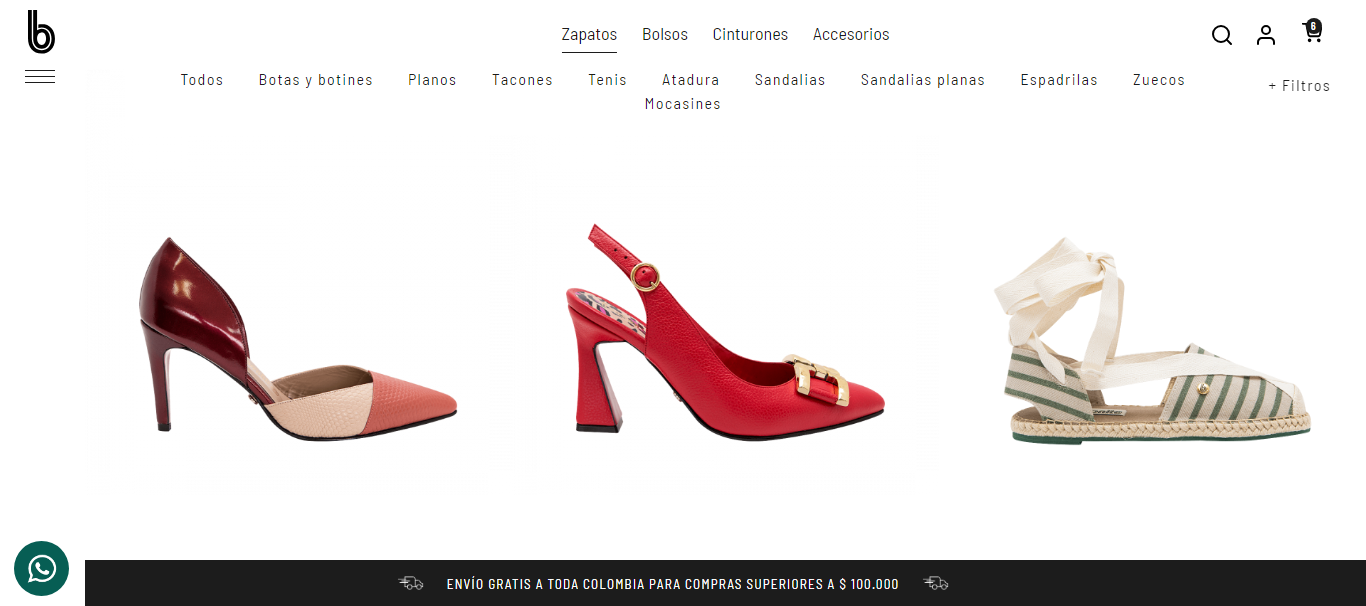 b
Zapatos Bolsos Cinturones Accesorios
6
Todos Botas y botines Planos Tacones Tenis Atadura Sandalias Sandalias planas Espadrilas Zuecos
Mocasines
+ Filtros
ENVÍO GRATIS A TODA COLOMBIA PARA COMPRAS SUPERIORES A $ 100.000